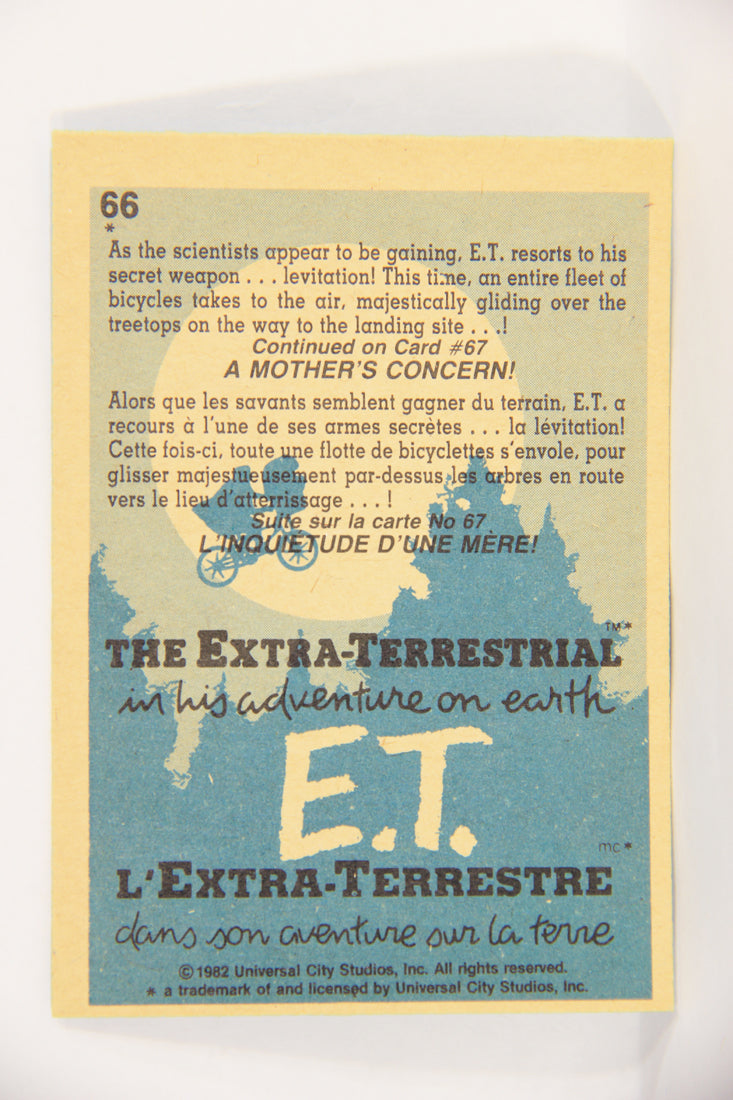 66
*
As the scientists appear to be gaining, E.T. resorts to his
secret weapon . . . levitation! This time, an entire fleet of
bicycles takes to the air, majestically gliding over the
treetops on the way to the landing site . . .!
Continued on Card #67
A MOTHER'S CONCERN!
Alors que les savants semblent gagner du terrain, E.T. a
recours à l'une de ses armes secrètes . . . la lévitation!
Cette fois-ci, toute une flotte de bicyclettes s'envole, pour
glisser majestueusement par-dessus les arbres en route
vers le lieu d'atterrissage . . . !
Suite sur la carte No 67
L'INQUIETUDE D'UNE MÈRE!
THE EXTRA-TERRESTRIAL™*
in his adventure on earth
E.T.
mc*
L'EXTRA-TERRESTRE
dans son aventure sur la terre
©1982 Universal City Studios, Inc. All rights reserved.
* a trademark of and licensed by Universal City Studios, Inc.